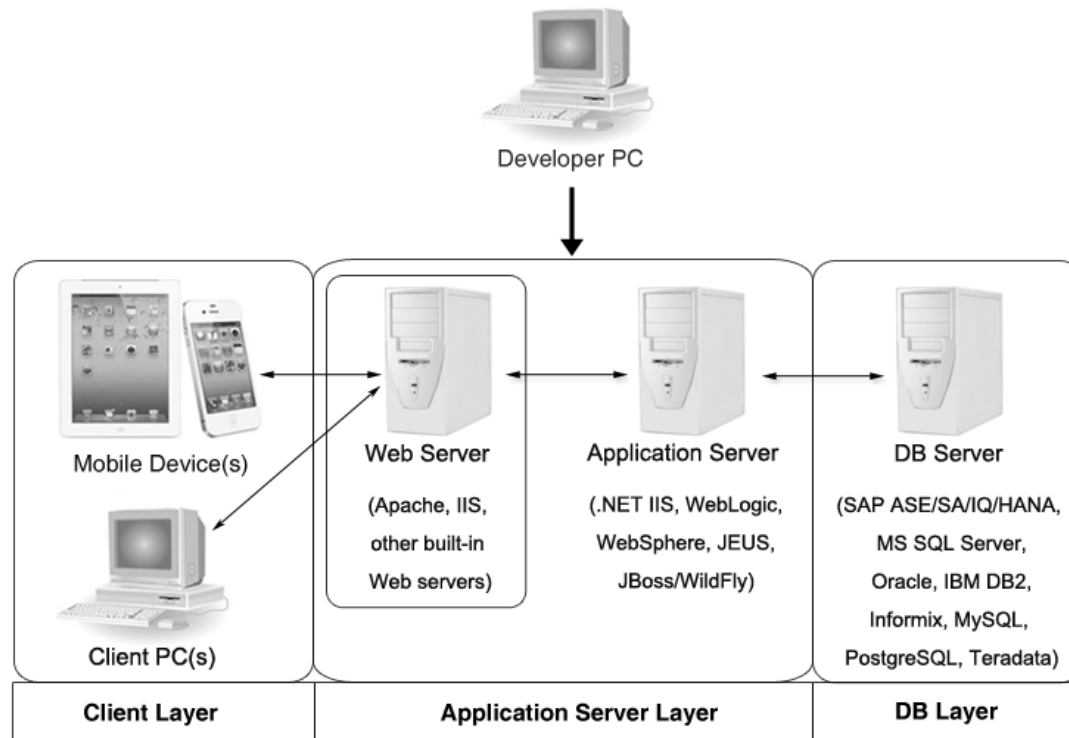 Developer PC
Mobile Device(s)
Client PC(s)
Web Server
(Apache, IIS,
other built-in
Web servers)
Application Server
(.NET IIS, WebLogic,
WebSphere, JEUS,
JBoss/WildFly)
DB Server
(SAP ASE/SA/IQ/HANA,
MS SQL Server,
Oracle, IBM DB2,
Informix, MySQL,
PostgreSQL, Teradata)
Client Layer
Application Server Layer
DB Layer